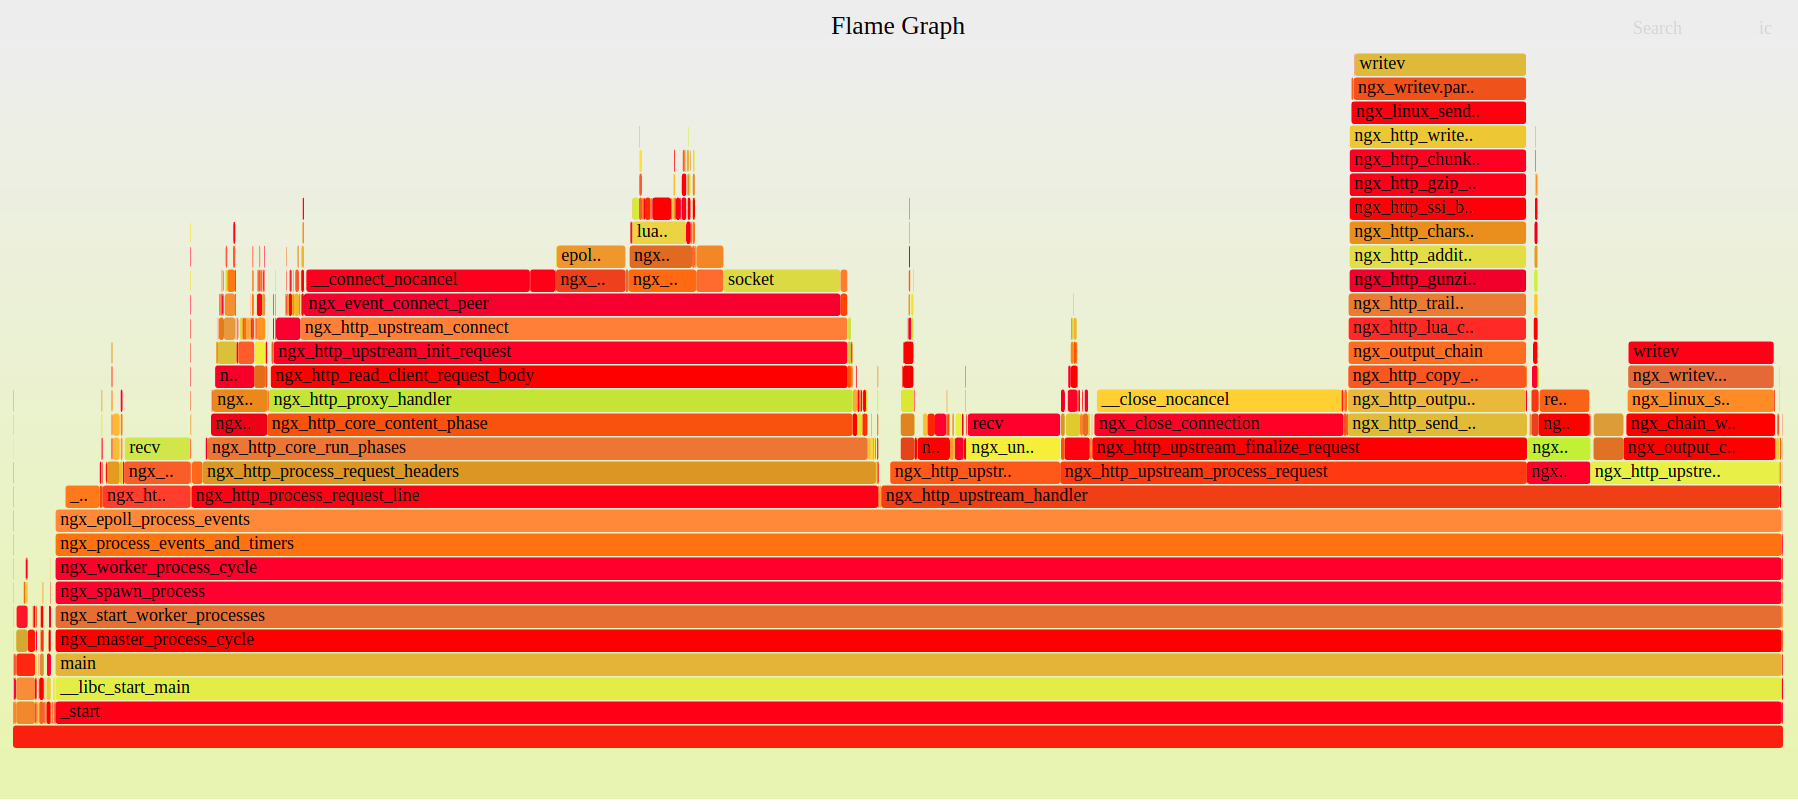 Flame Graph
Search ic
writev
ngx_writev.par..
ngx_linux_send..
ngx_http_write..
ngx_http_chunk..
ngx_http_gzip_..
ngx_http_ssi_b..
lua.. ngx_http_chars..
epol.. ngx.. ngx_http_addit..
__connect_nocancel ngx_.. ngx_.. socket ngx_http_gunzi..
ngx_event_connect_peer ngx_http_trail..
ngx_http_upstream_connect ngx_http_lua_c..
ngx_http_upstream_init_request ngx_output_chain writev
n.. ngx_http_read_client_request_body ngx_http_copy_.. ngx_writev...
ngx.. ngx_http_proxy_handler __close_nocancel ngx_http_outpu.. re.. ngx_linux_s..
ngx.. ngx_http_core_content_phase recv ngx_close_connection ngx_http_send_.. ng.. ngx_chain_w..
recv ngx_http_core_run_phases n.. ngx_un.. ngx_http_upstream_finalize_request ngx.. ngx_output_c..
ngx_.. ngx_http_process_request_headers ngx_http_upstr.. ngx_http_upstream_process_request ngx.. ngx_http_upstre..
_.. ngx_ht.. ngx_http_process_request_line ngx_http_upstream_handler
ngx_epoll_process_events
ngx_process_events_and_timers
ngx_worker_process_cycle
ngx_spawn_process
ngx_start_worker_processes
ngx_master_process_cycle
main
__libc_start_main
_start